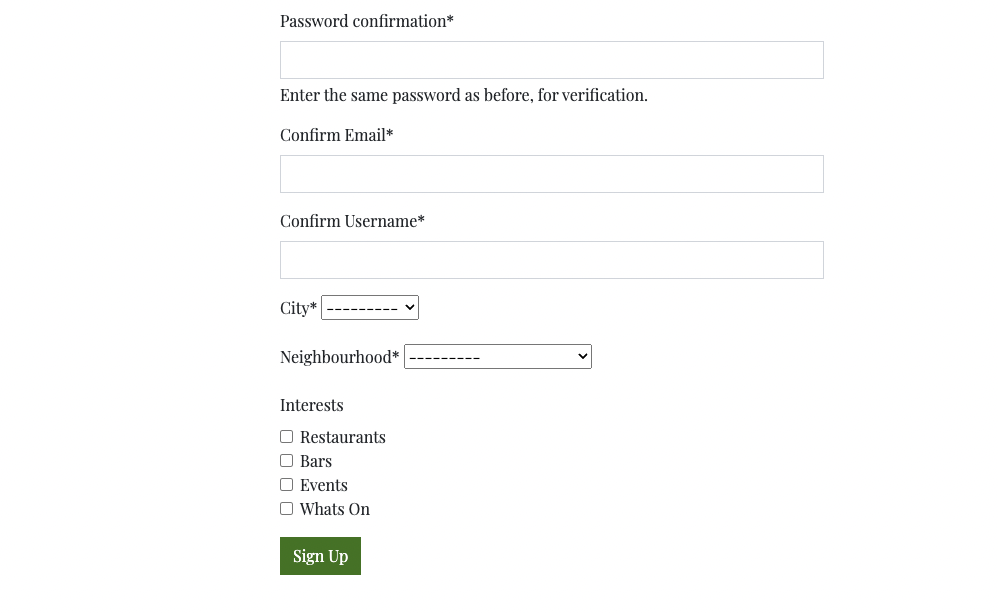 Password confirmation*
Enter the same password as before, for verification.
Confirm Email*
Confirm Username*
City* ---------
Neighbourhood* ---------
Interests
Restaurants
Bars
Events
Whats On
Sign Up